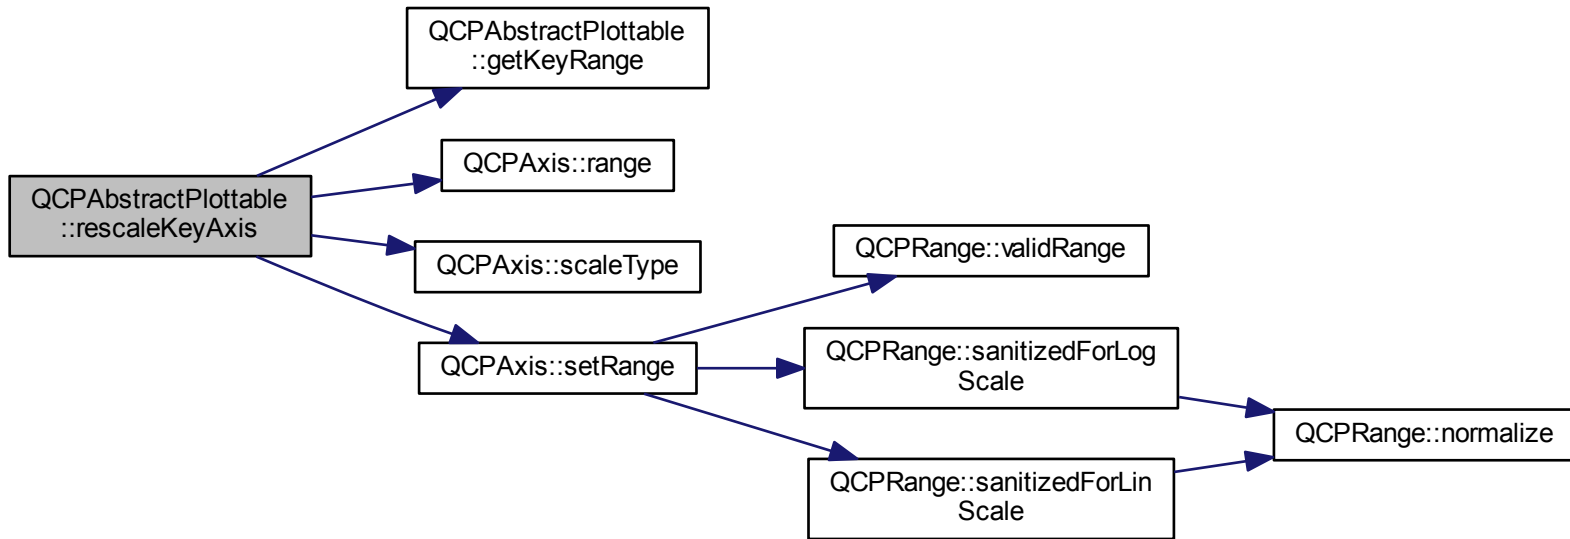 QCPAbstractPlottable
::getKeyRange
QCPAxis::range
QCPAbstractPlottable
::rescaleKeyAxis
QCPAxis::scaleType
QCPRange::validRange
QCPAxis::setRange
QCPRange::sanitizedForLog
Scale
QCPRange::normalize
QCPRange::sanitizedForLin
Scale